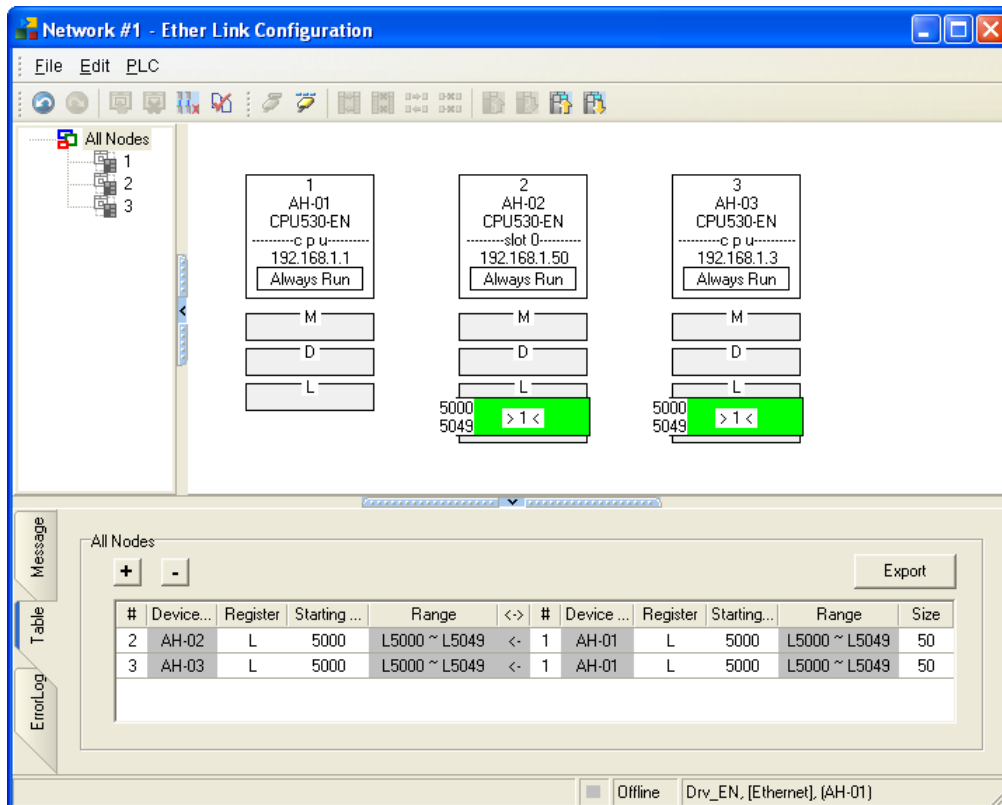 Network #1 - Ether Link Configuration
File Edit PLC
All Nodes
1
2
3
1
AH-01
CPU530-EN
c p u
192.168.1.1
Always Run
M
D
L
2
AH-02
CPU530-EN
slot 0
192.168.1.50
Always Run
M
D
L
5000
5049
> 1 <
3
AH-03
CPU530-EN
c p u
192.168.1.3
Always Run
M
D
L
5000
5049
> 1 <
Message
Table
ErrorLog
All Nodes
+ -
Export
# Device... Register Starting ... Range <-> # Device ... Register Starting... Range Size
2 AH-02 L 5000 L5000 ~ L5049 <- 1 AH-01 L 5000 L5000 ~ L5049 50
3 AH-03 L 5000 L5000 ~ L5049 <- 1 AH-01 L 5000 L5000 ~ L5049 50
Offline Drv_EN, [Ethernet], (AH-01)